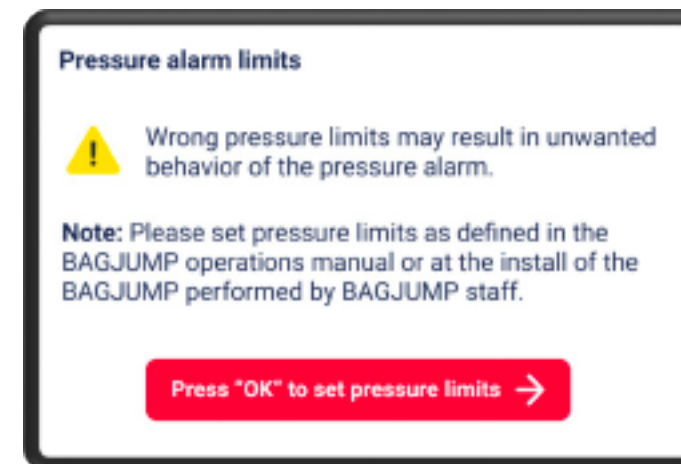 Pressure alarm limits
Wrong pressure limits may result in unwanted
behavior of the pressure alarm.
Note: Please set pressure limits as defined in the
BAGJUMP operations manual or at the install of the
BAGJUMP performed by BAGJUMP staff.
Press "OK" to set pressure limits →